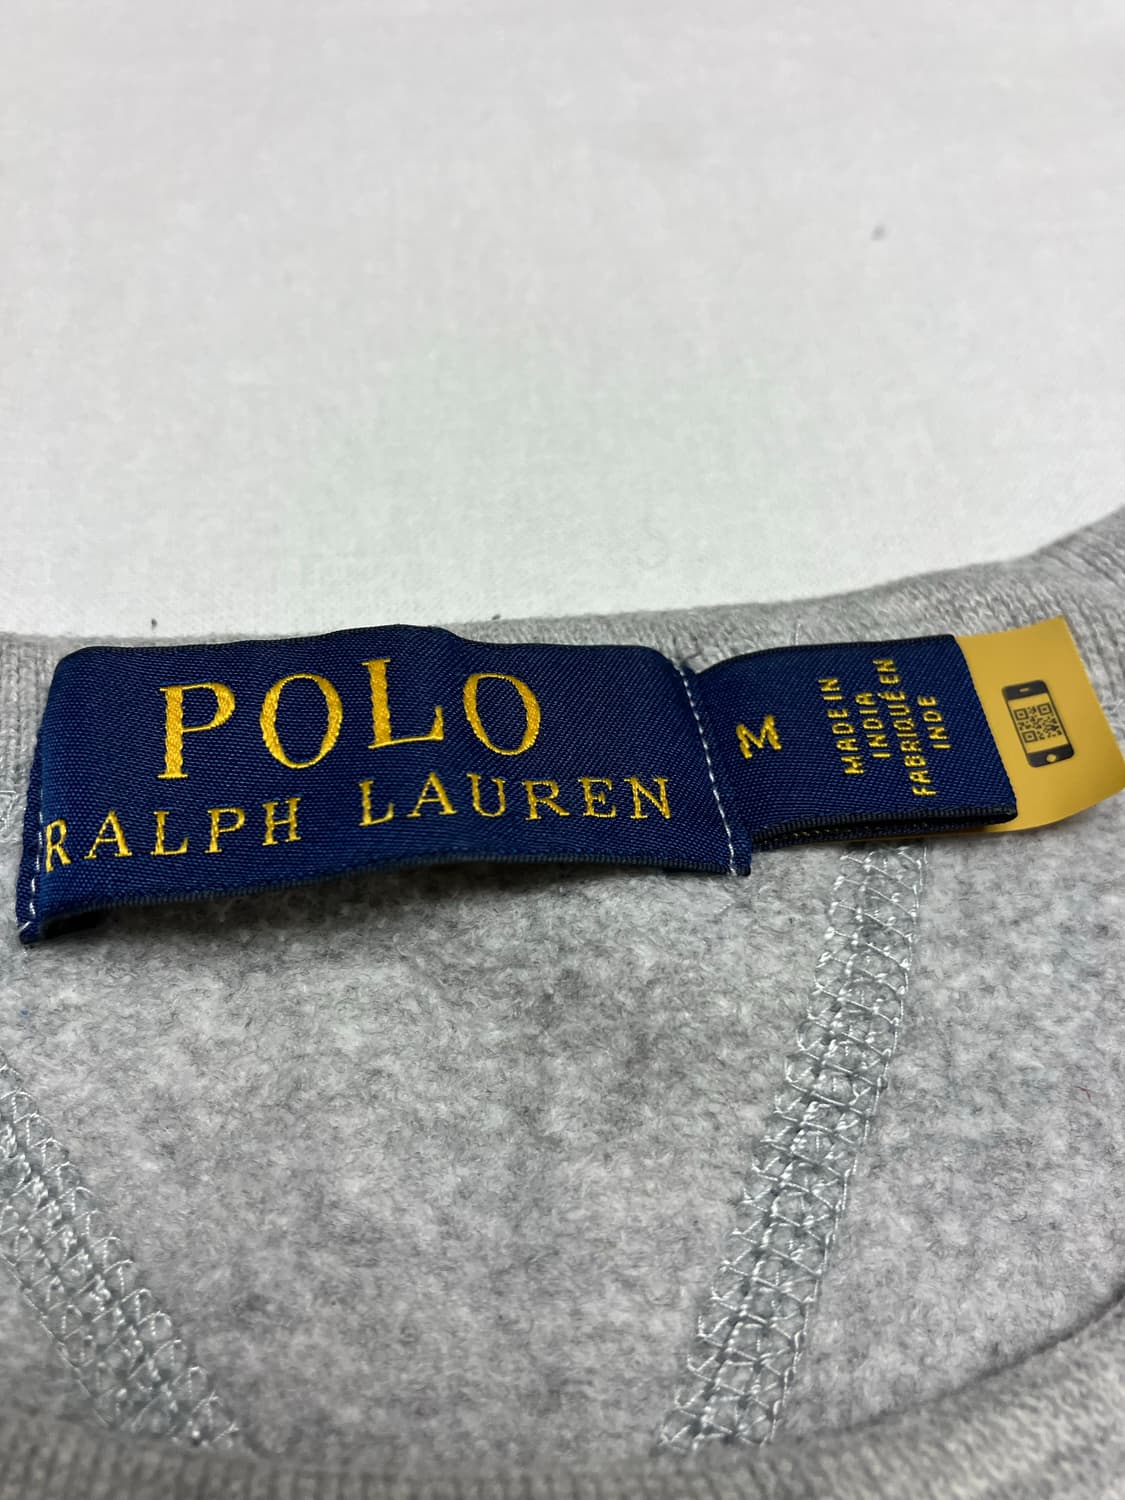 POLO
RALPH LAUREN
M
MADE IN
INDIA
FABRIQUÉ EN
INDE